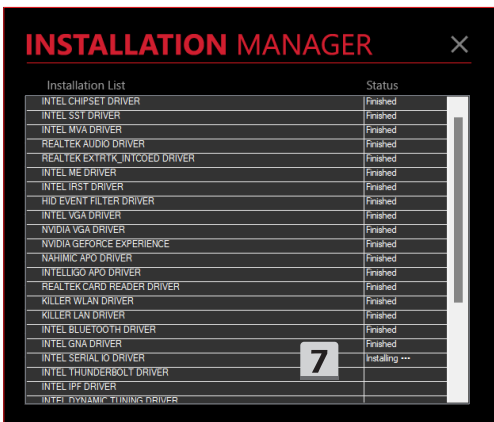 INSTALLATION MANAGER
Installation List Status
INTEL CHIPSET DRIVER Finished
INTEL SST DRIVER Finished
INTEL MVA DRIVER Finished
REALTEK AUDIO DRIVER Finished
REALTEK EXTRTK_INTCOED DRIVER Finished
INTEL ME DRIVER Finished
INTEL IRST DRIVER Finished
HID EVENT FILTER DRIVER Finished
INTEL VGA DRIVER Finished
NVIDIA VGA DRIVER Finished
NVIDIA GEFORCE EXPERIENCE Finished
NAHIMIC APO DRIVER Finished
INTELLIGO APO DRIVER Finished
REALTEK CARD READER DRIVER Finished
KILLER WLAN DRIVER Finished
KILLER LAN DRIVER Finished
INTEL BLUETOOTH DRIVER Finished
INTEL GNA DRIVER Finished
INTEL SERIAL IO DRIVER Installing ---
7
INTEL THUNDERBOLT DRIVER
INTEL IPF DRIVER
INTEL DYNAMIC TUNING DRIVER